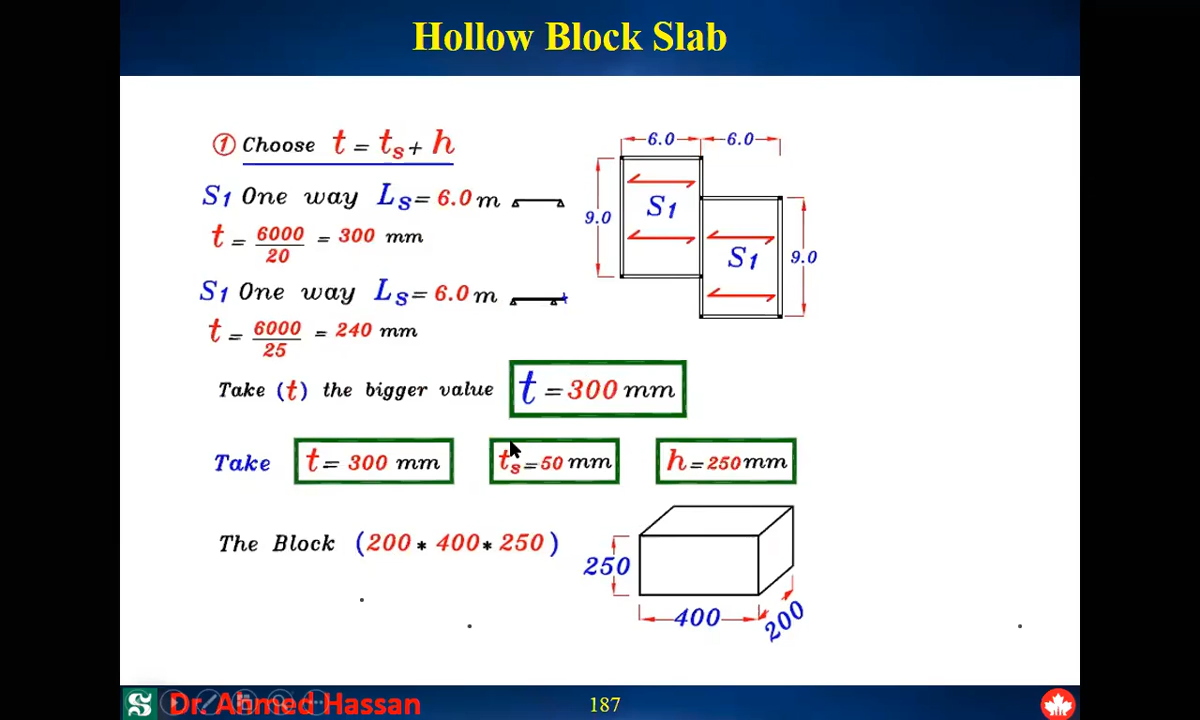 Hollow Block Slab
① Choose t = ts + h
S1 One way Ls = 6.0 m
t = 6000/20 = 300 mm
S1 One way Ls = 6.0 m
t = 6000/25 = 240 mm
Take (t) the bigger value t = 300 mm
Take t = 300 mm ts = 50 mm h = 250 mm
The Block (200 * 400 * 250)
6.0 6.0
9.0 S1
S1 9.0
250
400 200
Dr. Ahmed Hassan
187